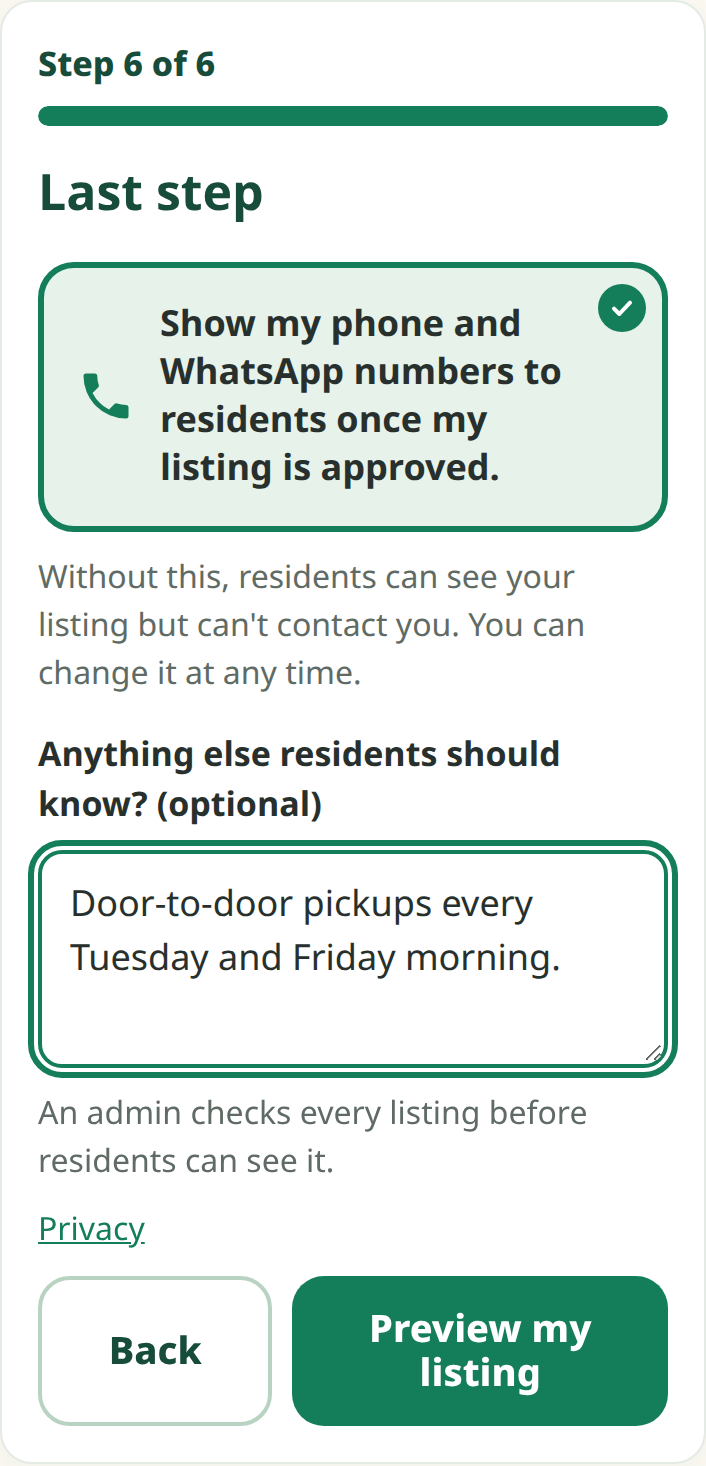 Step 6 of 6
Last step
Show my phone and
WhatsApp numbers to
residents once my
listing is approved.
Without this, residents can see your
listing but can't contact you. You can
change it at any time.
Anything else residents should
know? (optional)
Door-to-door pickups every
Tuesday and Friday morning.
An admin checks every listing before
residents can see it.
Privacy
Back
Preview my
listing